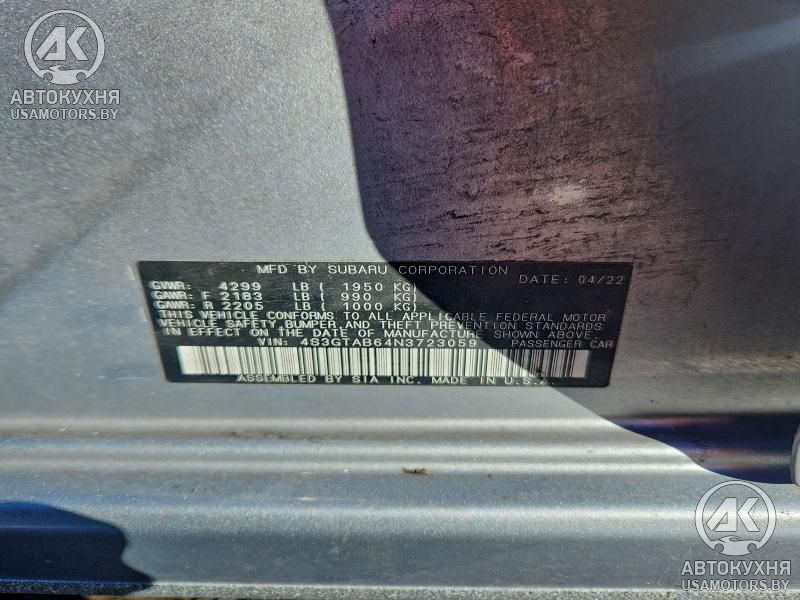 AK
АВТОКУХНЯ
USAMOTORS.BY
MFD BY SUBARU CORPORATION DATE: 04/22
GVWR: 4299 LB ( 1950 KG)
GAWR: F 2183 LB ( 990 KG)
GAWR: R 2205 LB ( 1000 KG)
THIS VEHICLE CONFORMS TO ALL APPLICABLE FEDERAL MOTOR
VEHICLE SAFETY, BUMPER, AND THEFT PREVENTION STANDARDS
IN EFFECT ON THE DATE OF MANUFACTURE SHOWN ABOVE.
VIN: 4S3GTAB64N3723059 PASSENGER CAR
ASSEMBLED BY SIA INC. MADE IN U.S.A.
AK
АВТОКУХНЯ
USAMOTORS.BY